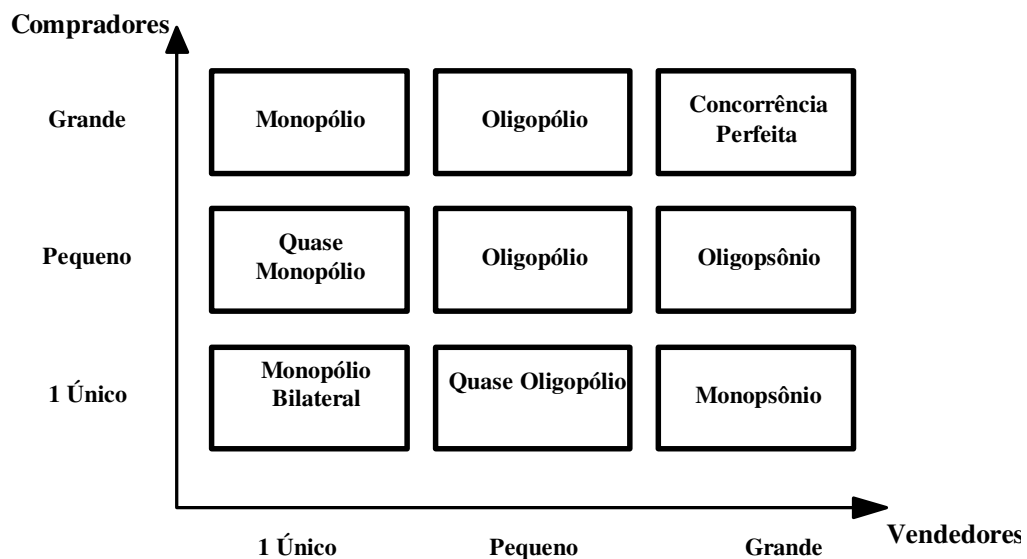 Compradores
Grande
Monopólio
Oligopólio
Concorrência
Perfeita
Pequeno
Quase
Monopólio
Oligopólio
Oligopsônio
1 Único
Monopólio
Bilateral
Quase Oligopólio
Monopsônio
Vendedores
1 Único
Pequeno
Grande